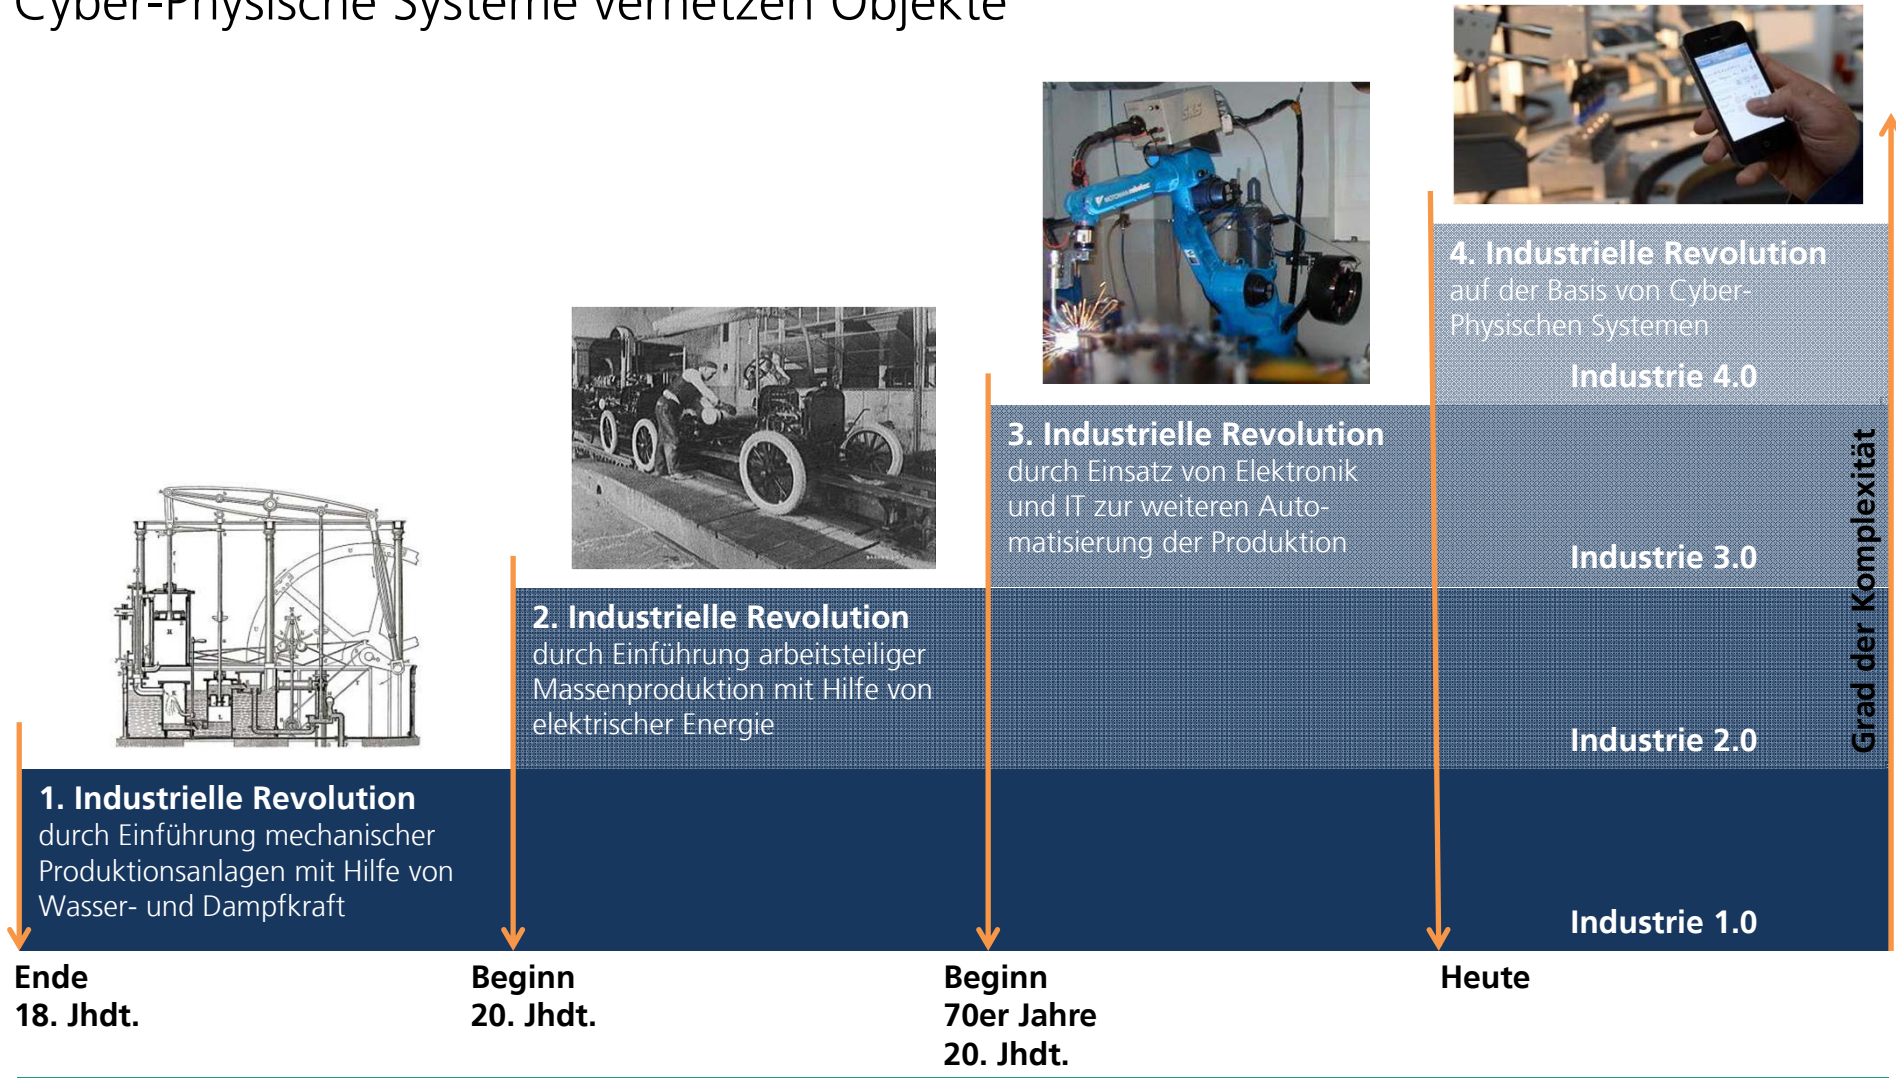 Cyber-Physische Systeme vernetzen Objekte
4. Industrielle Revolution
auf der Basis von Cyber-
Physischen Systemen
Industrie 4.0
3. Industrielle Revolution
durch Einsatz von Elektronik
und IT zur weiteren Auto-
matisierung der Produktion
Industrie 3.0
2. Industrielle Revolution
durch Einführung arbeitsteiliger
Massenproduktion mit Hilfe von
elektrischer Energie
Industrie 2.0
1. Industrielle Revolution
durch Einführung mechanischer
Produktionsanlagen mit Hilfe von
Wasser- und Dampfkraft
Industrie 1.0
Grad der Komplexität
Ende
18. Jhdt.
Beginn
20. Jhdt.
Beginn
70er Jahre
20. Jhdt.
Heute
SKS
MOTOMAN robotec